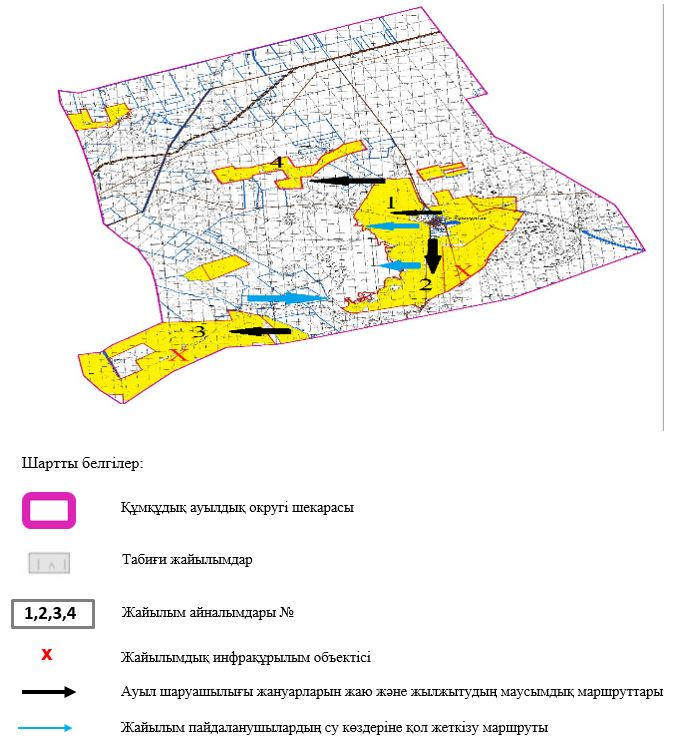 4
1
2
3
X
X
Шартты белгілер:
Құмқұдық ауылдық округі шекарасы
Табиғи жайылымдар
1,2,3,4 Жайылым айналымдары №
X Жайылымдық инфрақұрылым объектісі
Ауыл шаруашылығы жануарларын жаю және жылжытудың маусымдық маршруттары
Жайылым пайдаланушылардың су көздеріне қол жеткізу маршруты